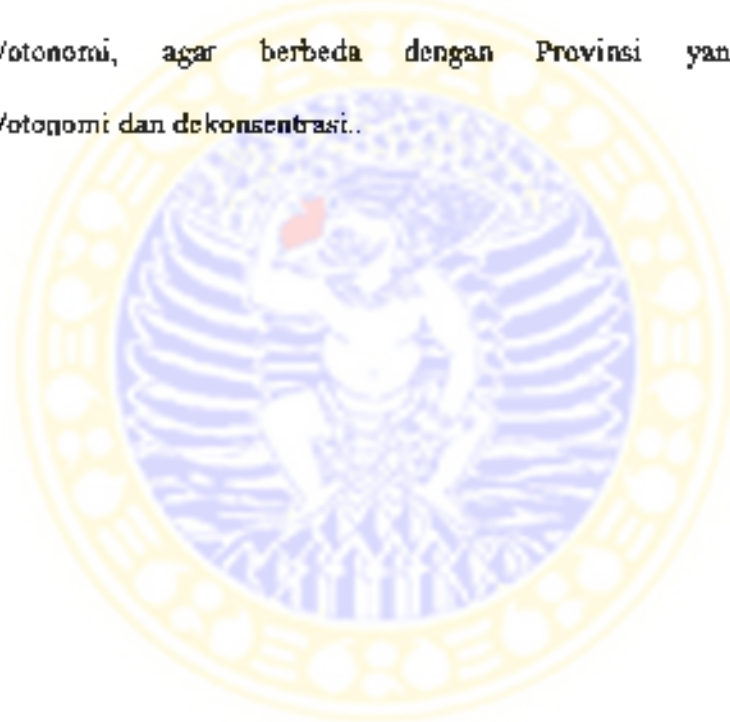 /otonomi, agar berbeda dengan Provinsi yan
/otonomi dan dekonsentrasi..